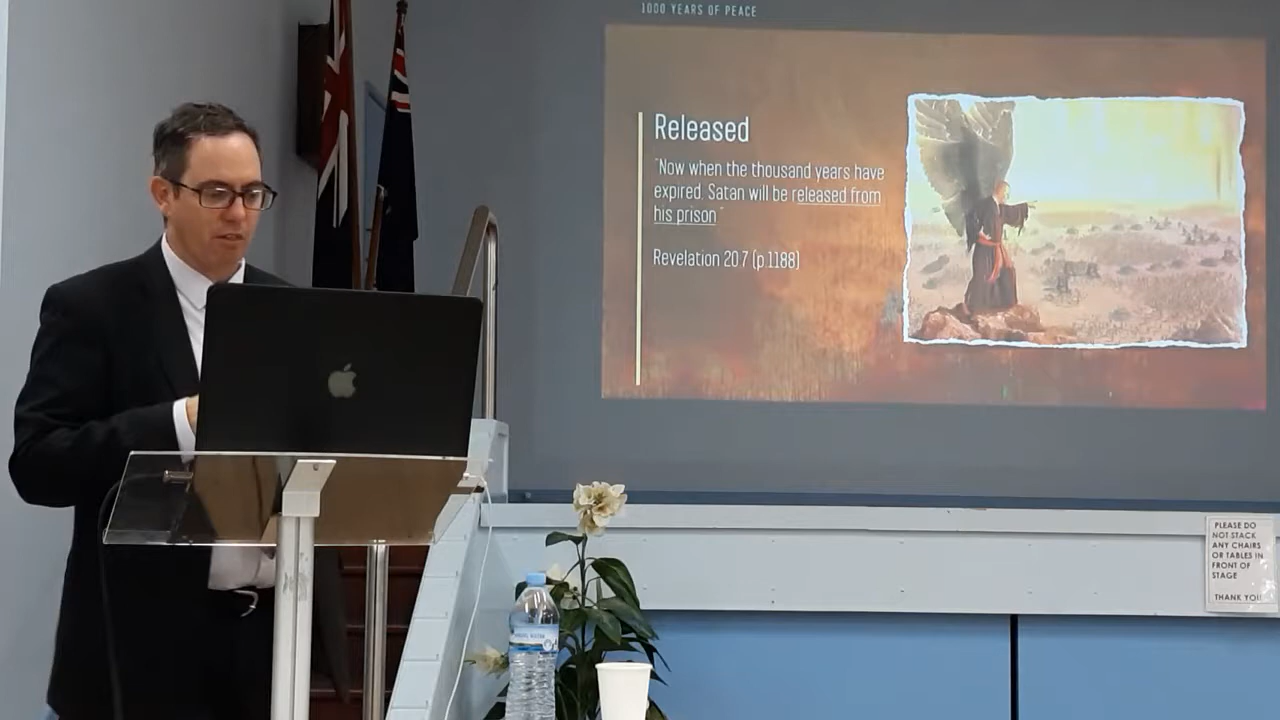 1000 YEARS OF PEACE
Released
"Now when the thousand years have
expired, Satan will be released from
his prison."
Revelation 20:7 (p.1188)
PLEASE DO
NOT STACK
ANY CHAIRS
OR TABLES IN
FRONT OF
STAGE
THANK YOU